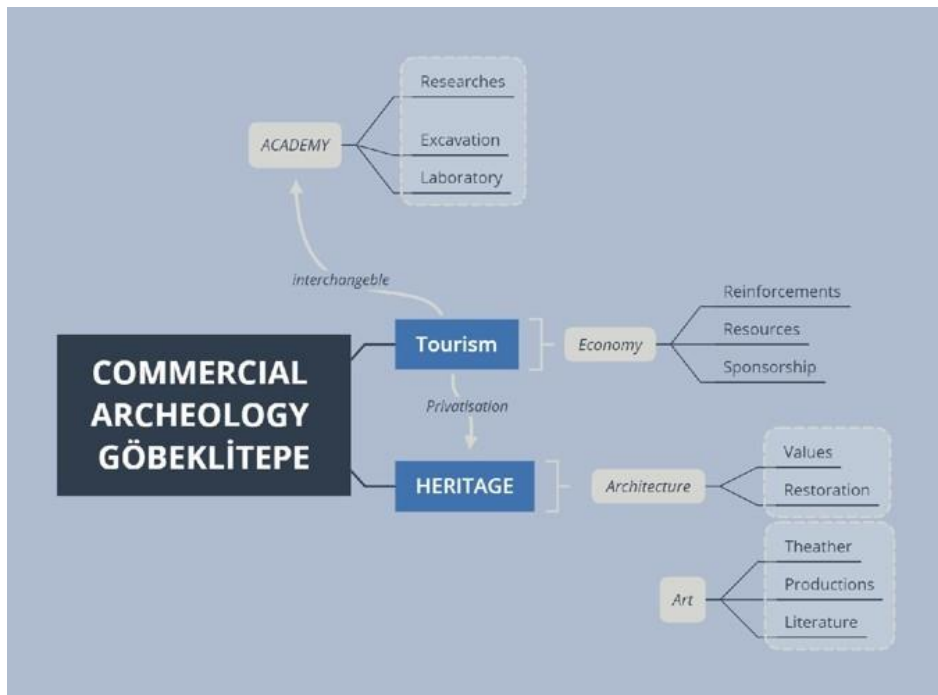 Researches
ACADEMY
Excavation
Laboratory
interchangeble
Reinforcements
Tourism
Economy
Resources
Sponsorship
COMMERCIAL
ARCHEOLOGY
GÖBEKLİTEPE
Privatisation
HERITAGE
Architecture
Values
Restoration
Theather
Art
Productions
Literature